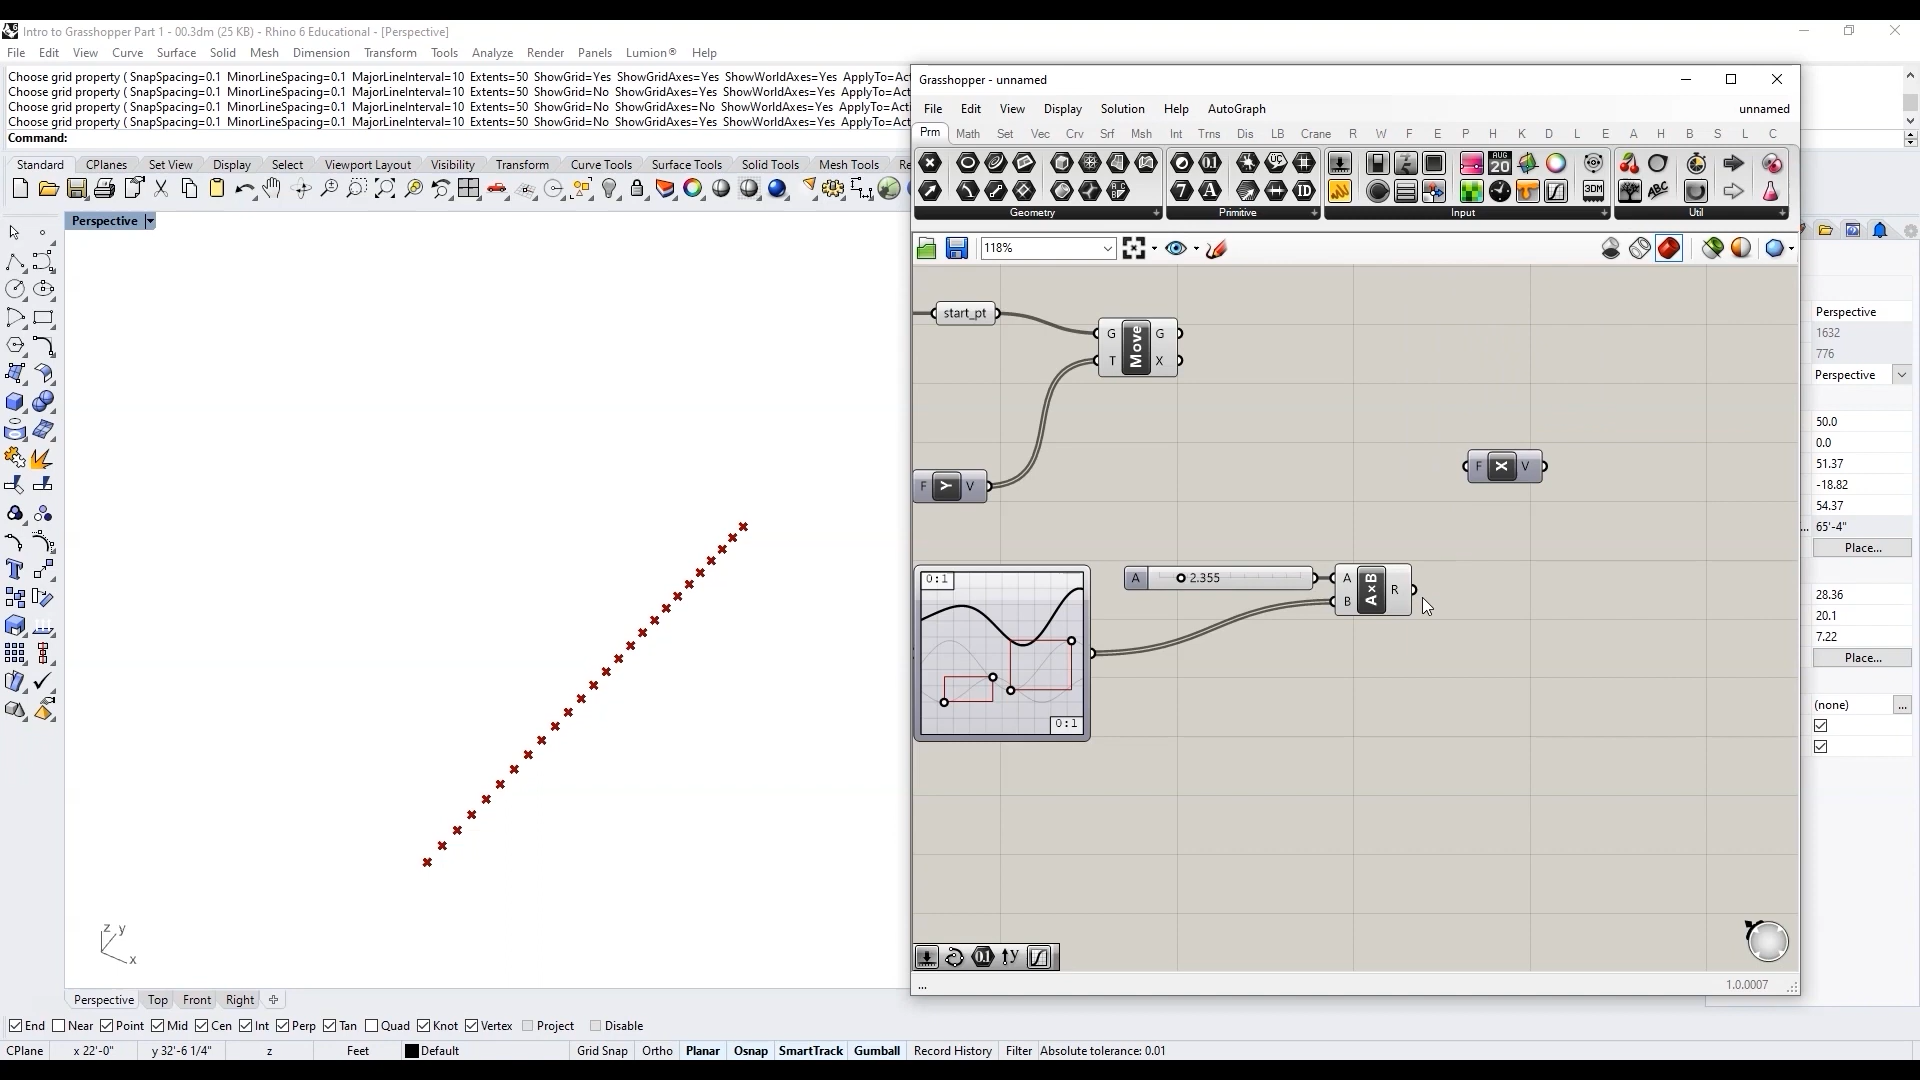 Intro to Grasshopper Part 1 - 00.3dm (25 KB) - Rhino 6 Educational - [Perspective]
File Edit View Curve Surface Solid Mesh Dimension Transform Tools Analyze Render Panels Lumion® Help
Choose grid property ( SnapSpacing=0.1 MinorLineSpacing=0.1 MajorLineInterval=10 Extents=50 ShowGrid=Yes ShowGridAxes=Yes ShowWorldAxes=Yes ApplyTo=Acti
Choose grid property ( SnapSpacing=0.1 MinorLineSpacing=0.1 MajorLineInterval=10 Extents=50 ShowGrid=No ShowGridAxes=Yes ShowWorldAxes=Yes ApplyTo=Acti
Choose grid property ( SnapSpacing=0.1 MinorLineSpacing=0.1 MajorLineInterval=10 Extents=50 ShowGrid=No ShowGridAxes=No ShowWorldAxes=Yes ApplyTo=Acti
Choose grid property ( SnapSpacing=0.1 MinorLineSpacing=0.1 MajorLineInterval=10 Extents=50 ShowGrid=No ShowGridAxes=Yes ShowWorldAxes=Yes ApplyTo=Acti
Command:
Standard CPlanes Set View Display Select Viewport Layout Visibility Transform Curve Tools Surface Tools Solid Tools Mesh Tools Re
Perspective
Grasshopper - unnamed
File Edit View Display Solution Help AutoGraph unnamed
Prm Math Set Vec Crv Srf Msh Int Trns Dis LB Crane R W F E P H K D L E A H B S L C
Geometry Primitive Input Util
118%
start_pt
G G
Move
T X
F Y V
F X V
0:1
0:1
A 2.355
A
A×B R
B
...
1.0.0007
Perspective
1632
776
Perspective
50.0
0.0
51.37
-18.82
54.37
... 65'-4"
Place...
28.36
20.1
7.22
Place...
(none) ...
z y
x
Perspective Top Front Right
End Near Point Mid Cen Int Perp Tan Quad Knot Vertex Project Disable
CPlane x 22'-0" y 32'-6 1/4" z Feet Default Grid Snap Ortho Planar Osnap SmartTrack Gumball Record History Filter Absolute tolerance: 0.01